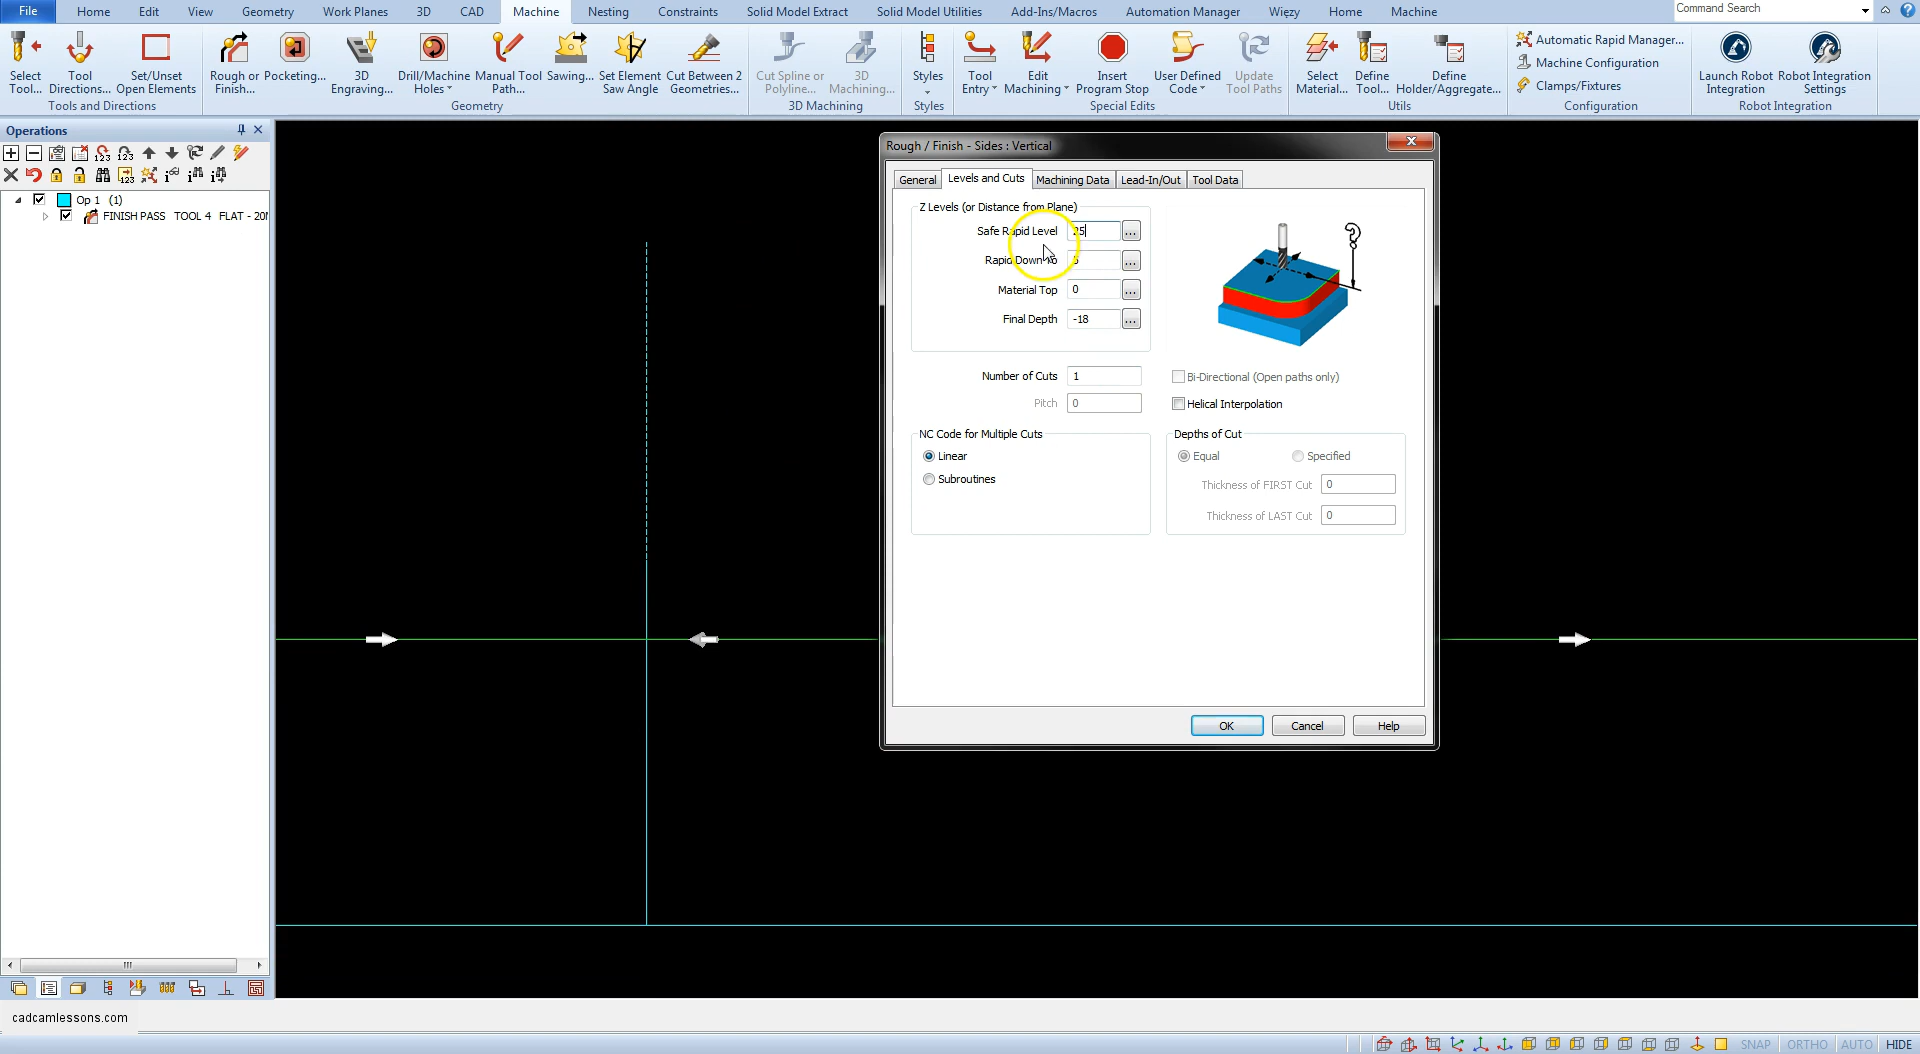 File Home Edit View Geometry Work Planes 3D CAD Machine Nesting Constraints Solid Model Extract Solid Model Utilities Add-Ins/Macros Automation Manager Więzy Home Machine Command Search
Select Tool... Tool Directions... Set/Unset Open Elements
Tools and Directions
Rough or Finish... Pocketing... 3D Engraving... Drill/Machine Holes Manual Tool Path... Sawing... Set Element Saw Angle Cut Between 2 Geometries...
Geometry
Cut Spline or Polyline... 3D Machining...
3D Machining
Styles
Styles
Tool Entry Edit Machining Insert Program Stop User Defined Code Update Tool Paths
Special Edits
Select Material... Define Tool... Define Holder/Aggregate...
Utils
Automatic Rapid Manager...
Machine Configuration
Clamps/Fixtures
Configuration
Launch Robot Integration Robot Integration Settings
Robot Integration
Operations
123 123
123
Op 1 (1)
FINISH PASS TOOL 4 FLAT - 20
Rough / Finish - Sides : Vertical
General Levels and Cuts Machining Data Lead-In/Out Tool Data
Z Levels (or Distance from Plane)
Safe Rapid Level 25 ...
Rapid Down To 5 ...
Material Top 0 ...
Final Depth -18 ...
Number of Cuts 1
Bi-Directional (Open paths only)
Pitch 0
Helical Interpolation
NC Code for Multiple Cuts
Linear
Subroutines
Depths of Cut
Equal Specified
Thickness of FIRST Cut 0
Thickness of LAST Cut 0
OK Cancel Help
cadcamlessons.com
SNAP ORTHO AUTO HIDE